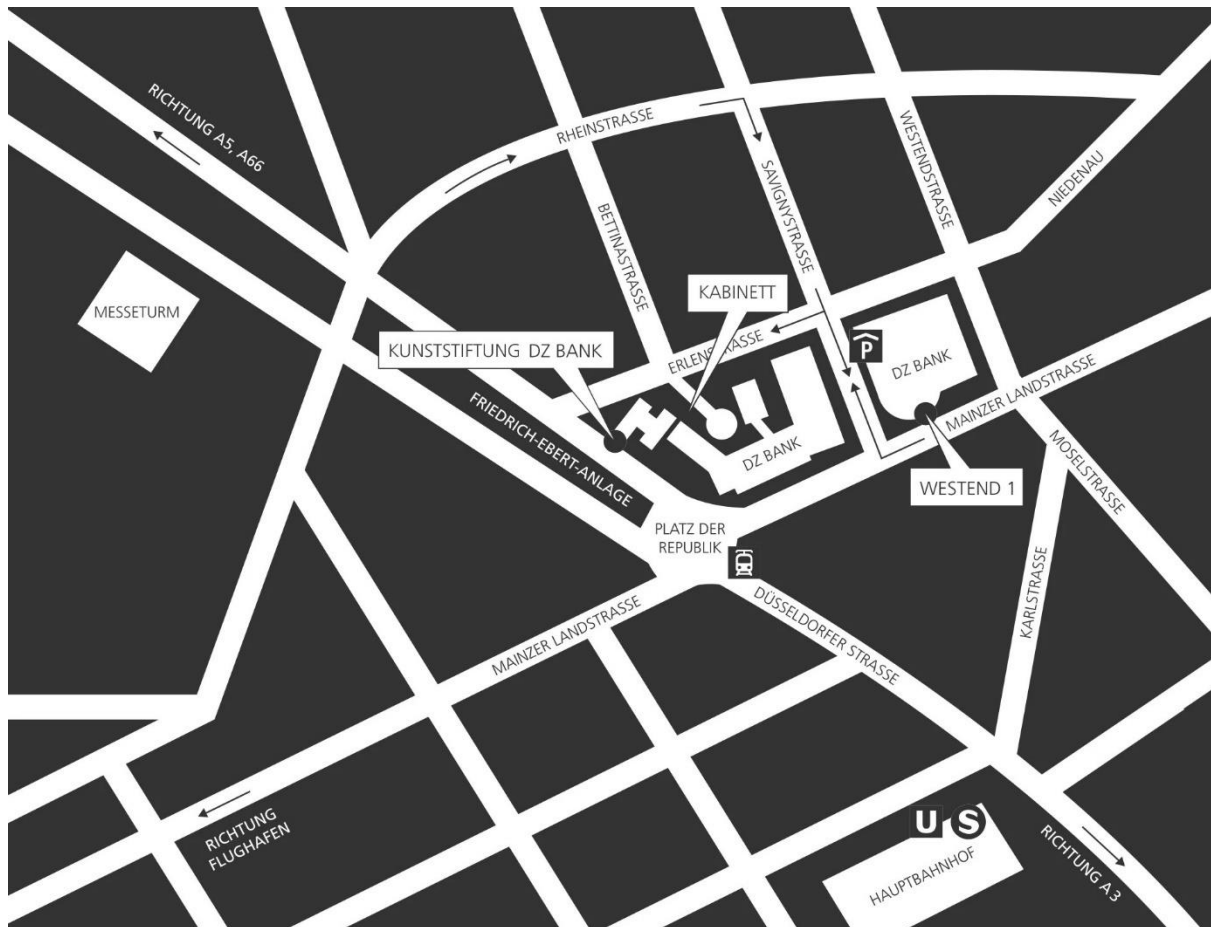 RICHTUNG A5, A66
RHEINSTRASSE
SAVIGNYSTRASSE
WESTENDSTRASSE
NIEDENAU
BETTINASTRASSE
MESSETURM
KABINETT
KUNSTSTIFTUNG DZ BANK
ERLENSTRASSE
P
DZ BANK
MAINZER LANDSTRASSE
FRIEDRICH-EBERT-ANLAGE
DZ BANK
WESTEND 1
MOSELSTRASSE
PLATZ DER
REPUBLIK
KARLSTRASSE
MAINZER LANDSTRASSE
DÜSSELDORFER STRASSE
RICHTUNG
FLUGHAFEN
U S
HAUPTBAHNHOF
RICHTUNG A 3